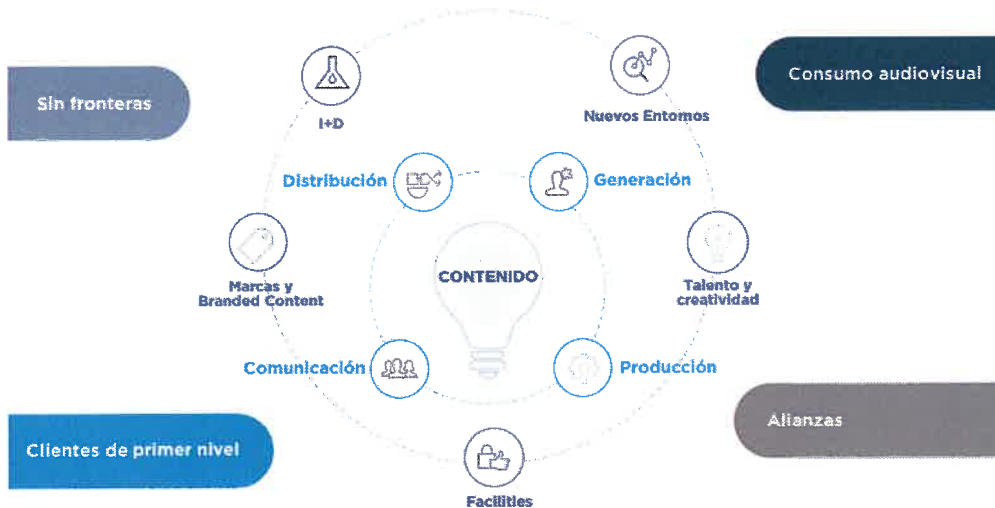 Sin fronteras
Consumo audiovisual
I+D
Nuevos Entornos
Distribución
Generación
CONTENIDO
Marcas y
Branded Content
Talento y
creatividad
Comunicación
Producción
Alianzas
Clientes de primer nivel
Facilities